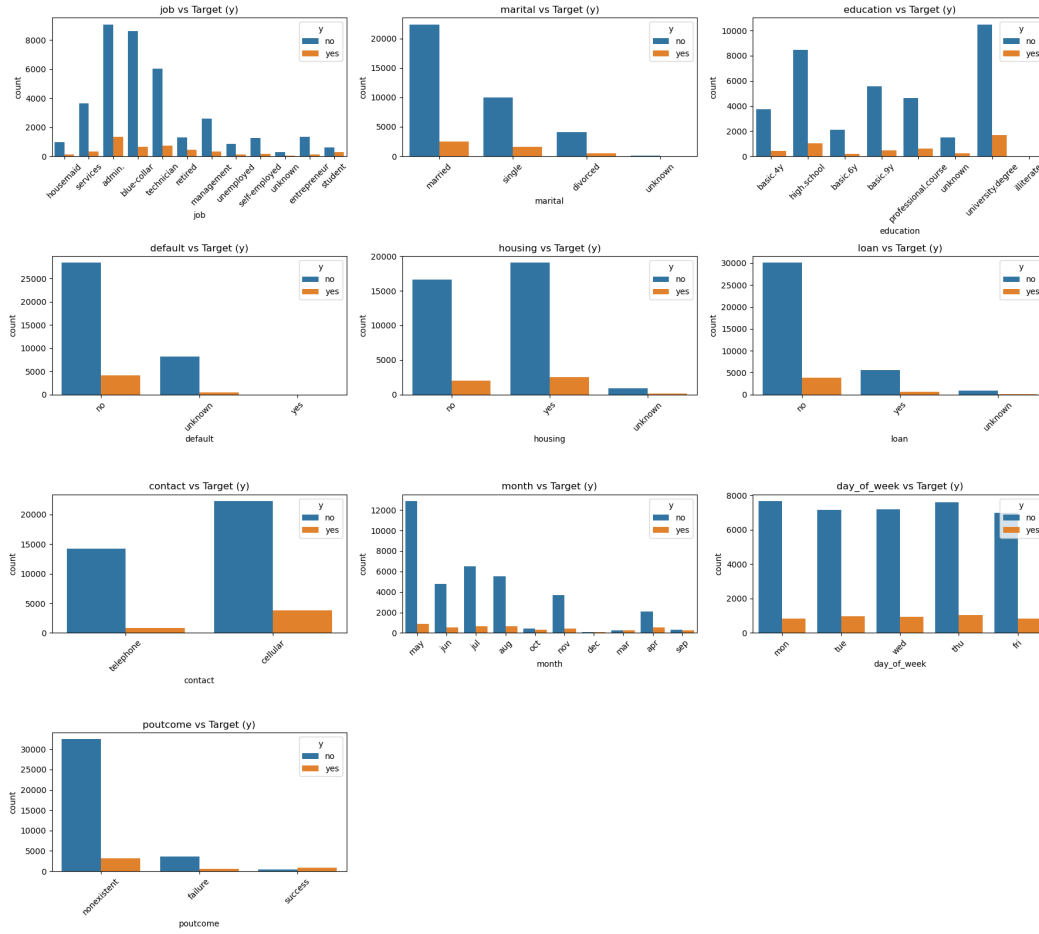 job vs Target (y)
count
8000
6000
4000
2000
0
y
no
yes
housemaid
services
admin.
blue-collar
technician
retired
management
unemployed
self-employed
unknown
entrepreneur
student
job
marital vs Target (y)
count
20000
15000
10000
5000
0
y
no
yes
married
single
divorced
unknown
marital
education vs Target (y)
count
10000
8000
6000
4000
2000
0
y
no
yes
basic.4y
high.school
basic.6y
basic.9y
professional.course
unknown
university.degree
illiterate
education
default vs Target (y)
count
25000
20000
15000
10000
5000
0
y
no
yes
no
unknown
yes
default
housing vs Target (y)
count
20000
15000
10000
5000
0
y
no
yes
no
yes
unknown
housing
loan vs Target (y)
count
30000
25000
20000
15000
10000
5000
0
y
no
yes
no
yes
unknown
loan
contact vs Target (y)
count
20000
15000
10000
5000
0
y
no
yes
telephone
cellular
contact
month vs Target (y)
count
12000
10000
8000
6000
4000
2000
0
y
no
yes
may
jun
jul
aug
oct
nov
dec
mar
apr
sep
month
day_of_week vs Target (y)
count
8000
6000
4000
2000
0
y
no
yes
mon
tue
wed
thu
fri
day_of_week
poutcome vs Target (y)
count
30000
25000
20000
15000
10000
5000
0
y
no
yes
nonexistent
failure
success
poutcome